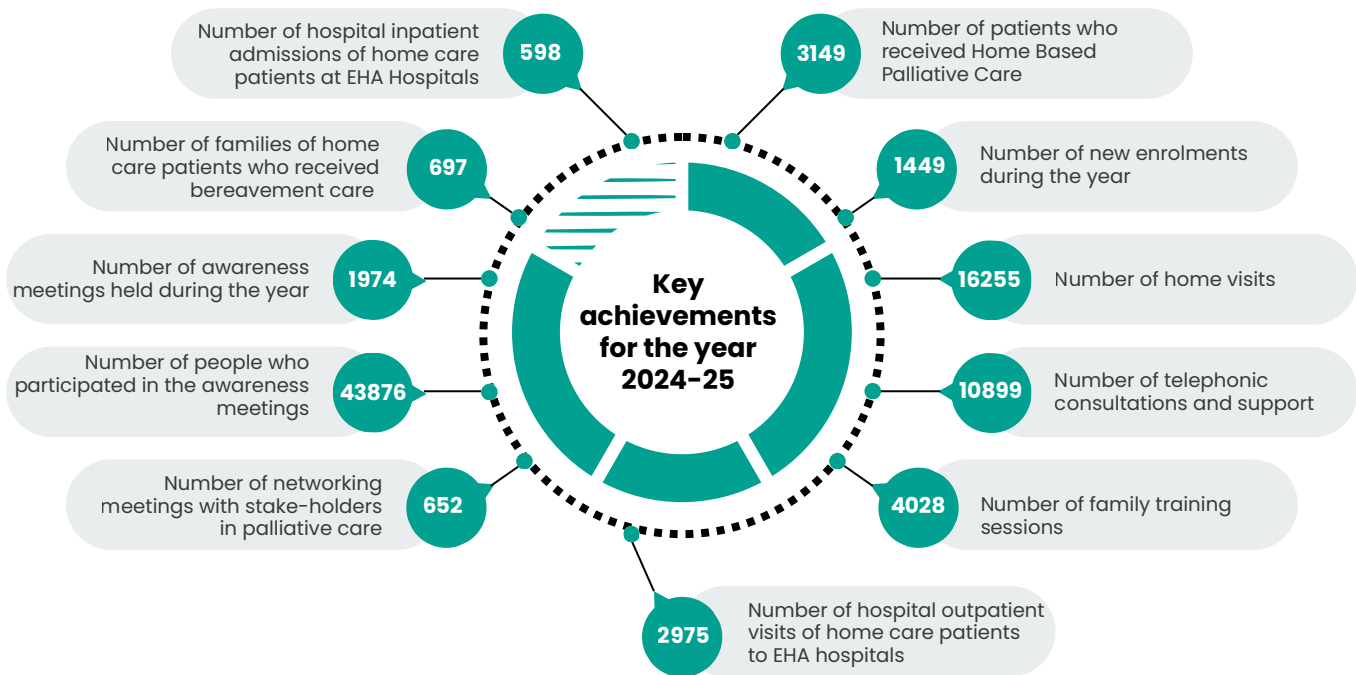 Number of hospital inpatient
admissions of home care
patients at EHA Hospitals
598
3149
Number of patients who
received Home Based
Palliative Care
Number of families of home
care patients who received
bereavement care
697
1449
Number of new enrolments
during the year
Number of awareness
meetings held during the year
1974
16255
Number of home visits
Key
achievements
for the year
2024-25
Number of people who
participated in the awareness
meetings
43876
10899
Number of telephonic
consultations and support
Number of networking
meetings with stake-holders
in palliative care
652
4028
Number of family training
sessions
2975
Number of hospital outpatient
visits of home care patients
to EHA hospitals